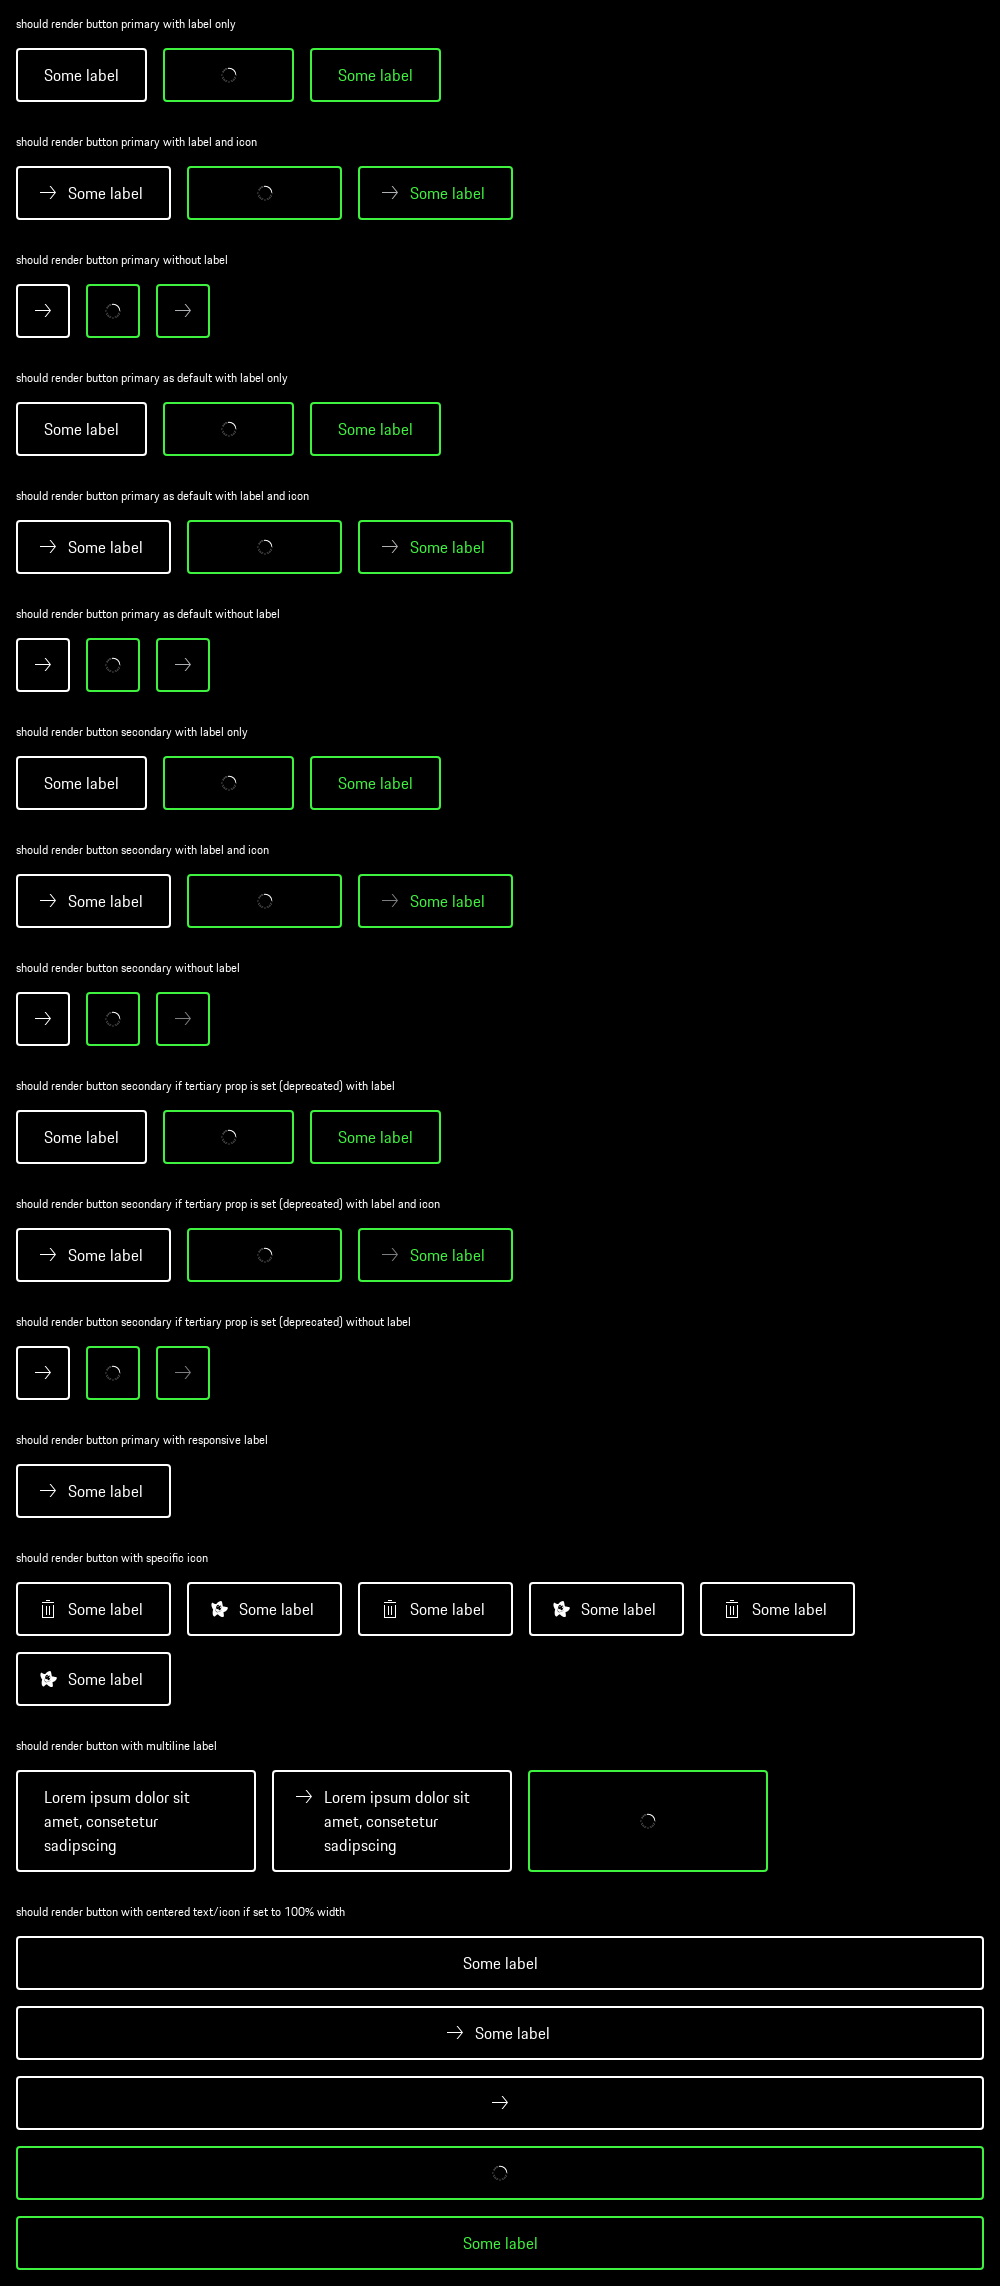 should render button primary with label only
Some label Some label
should render button primary with label and icon
Some label Some label
should render button primary without label
should render button primary as default with label only
Some label Some label
should render button primary as default with label and icon
Some label Some label
should render button primary as default without label
should render button secondary with label only
Some label Some label
should render button secondary with label and icon
Some label Some label
should render button secondary without label
should render button secondary if tertiary prop is set (deprecated) with label
Some label Some label
should render button secondary if tertiary prop is set (deprecated) with label and icon
Some label Some label
should render button secondary if tertiary prop is set (deprecated) without label
should render button primary with responsive label
Some label
should render button with specific icon
Some label Some label Some label Some label Some label
Some label
should render button with multiline label
Lorem ipsum dolor sit
amet, consetetur
sadipscing
Lorem ipsum dolor sit
amet, consetetur
sadipscing
should render button with centered text/icon if set to 100% width
Some label
Some label
Some label